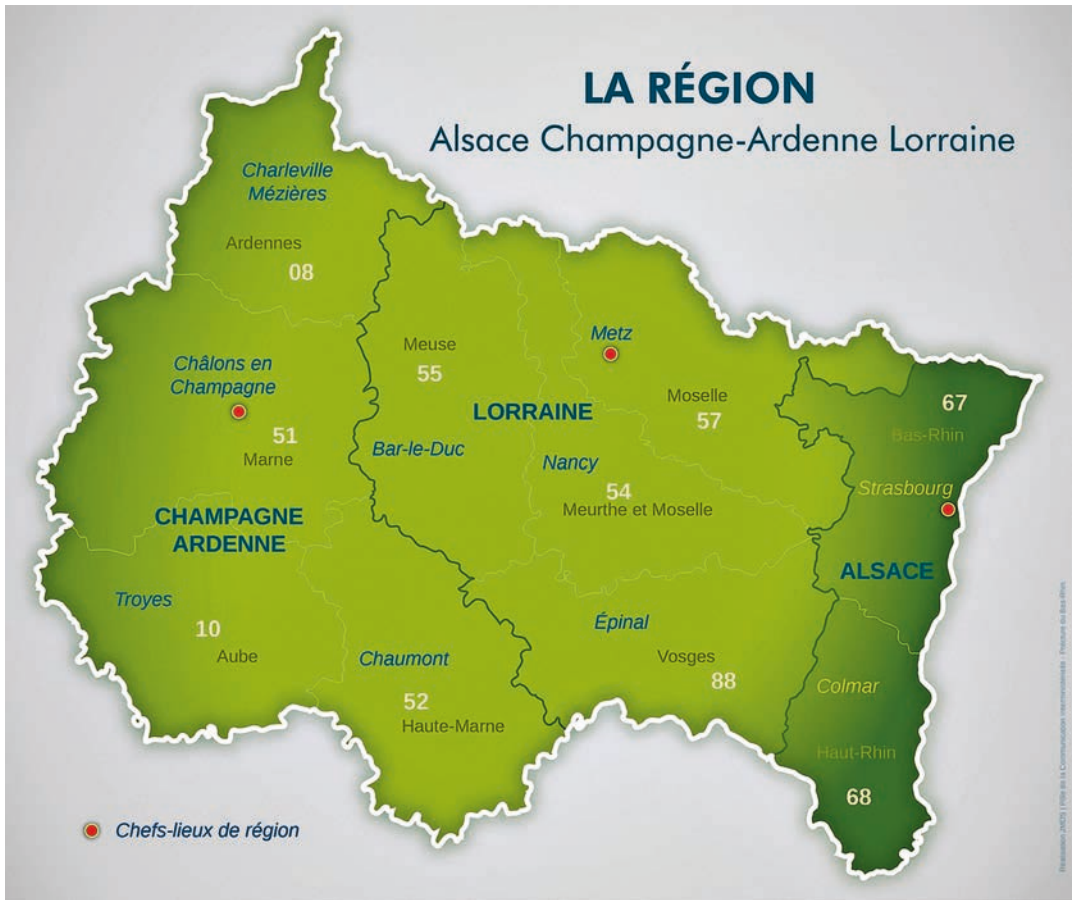 LA RÉGION
Alsace Champagne-Ardenne Lorraine
Charleville
Mézières
Ardennes
08
Châlons en
Champagne
51
Marne
CHAMPAGNE
ARDENNE
Troyes
10
Aube
Chaumont
52
Haute-Marne
Meuse
55
Bar-le-Duc
LORRAINE
Metz
Moselle
57
Nancy
54
Meurthe et Moselle
Épinal
Vosges
88
67
Bas-Rhin
Strasbourg
ALSACE
Colmar
Haut-Rhin
68
Chefs-lieux de région